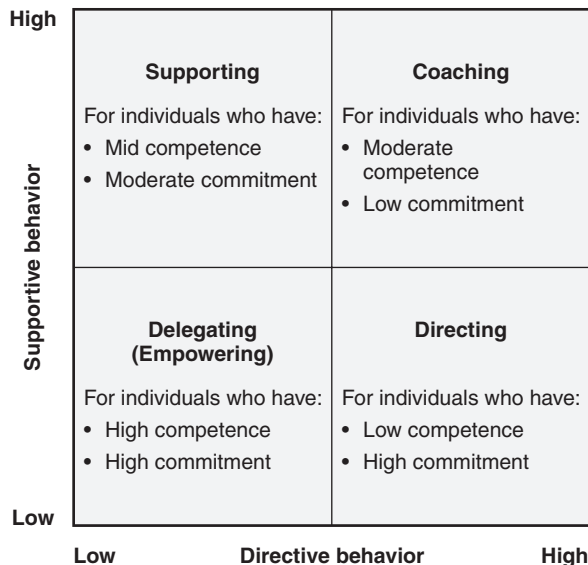 High
Supportive behavior
Supporting
For individuals who have:
• Mid competence
• Moderate commitment
Coaching
For individuals who have:
• Moderate
competence
• Low commitment
Delegating
(Empowering)
For individuals who have:
• High competence
• High commitment
Directing
For individuals who have:
• Low competence
• High commitment
Low
Low Directive behavior High